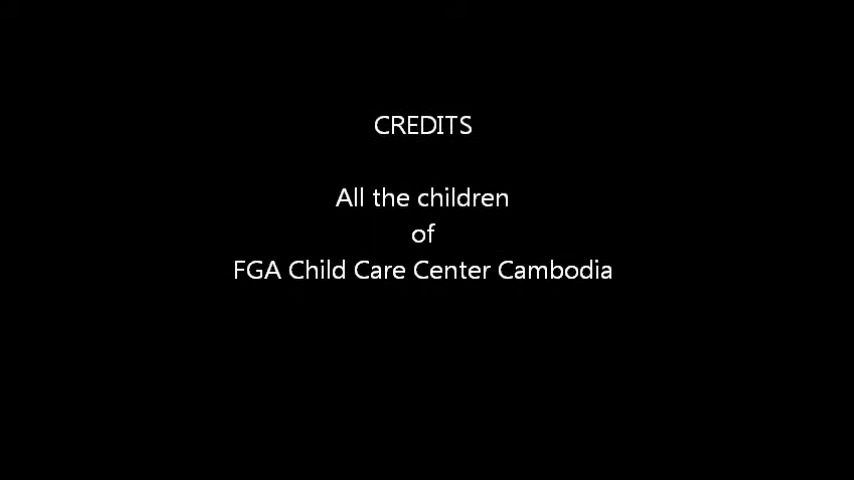 CREDITS
All the children
of
FGA Child Care Center Cambodia